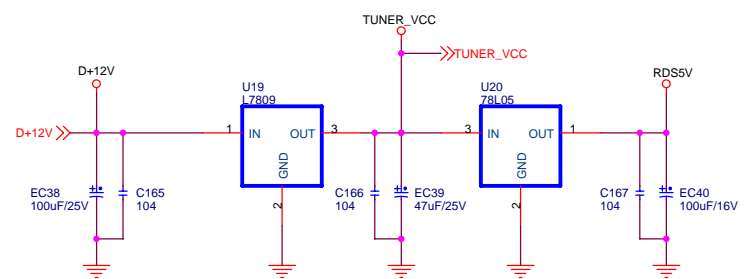 TUNER_VCC
TUNER_VCC
D+12V
U19
L7809
U20
78L05
RDS5V
D+12V
1
IN
OUT
3
GND
2
3
IN
OUT
1
GND
2
EC38
100uF/25V
C165
104
C166
104
EC39
47uF/25V
C167
104
EC40
100uF/16V